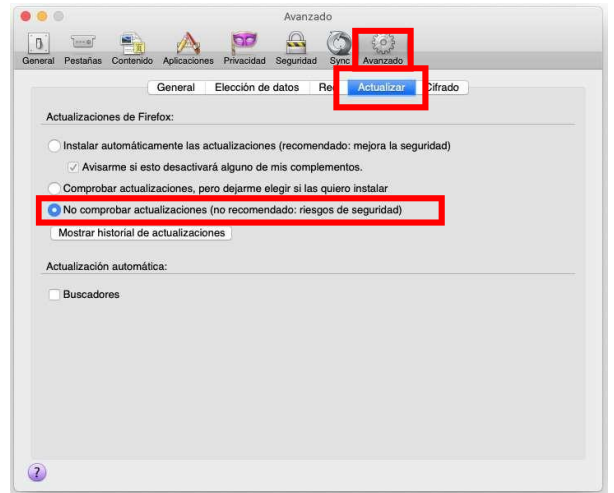 Avanzado
General Pestañas Contenido Aplicaciones Privacidad Seguridad Sync Avanzado
General Elección de datos Re Actualizar Cifrado
Actualizaciones de Firefox:
Instalar automáticamente las actualizaciones (recomendado: mejora la seguridad)
Avisarme si esto desactivará alguno de mis complementos.
Comprobar actualizaciones, pero dejarme elegir si las quiero instalar
No comprobar actualizaciones (no recomendado: riesgos de seguridad)
Mostrar historial de actualizaciones
Actualización automática:
Buscadores
?